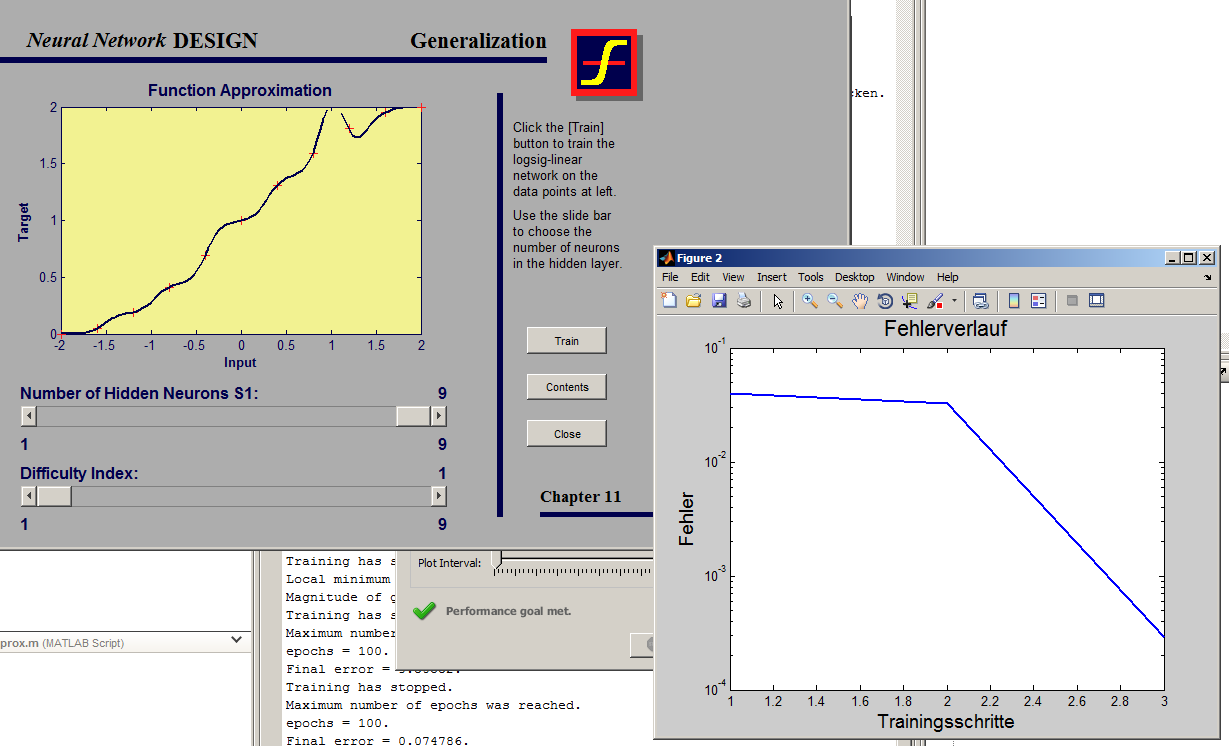 Neural Network DESIGN
Generalization
Function Approximation
2
1.5
1
0.5
0
Target
-2 -1.5 -1 -0.5 0 0.5 1 1.5 2
Input
Click the [Train]
button to train the
logsig-linear
network on the
data points at left.
Use the slide bar
to choose the
number of neurons
in the hidden layer.
Train
Contents
Close
Number of Hidden Neurons S1: 9
1 9
Difficulty Index: 1
1 9
Chapter 11
ken.
Figure 2
File Edit View Insert Tools Desktop Window Help
Fehlerverlauf
10^-1
10^-2
10^-3
10^-4
Fehler
1 1.2 1.4 1.6 1.8 2 2.2 2.4 2.6 2.8 3
Trainingsschritte
prox.m (MATLAB Script)
Plot Interval:
Performance goal met.
Training has s
Local minimum
Magnitude of g
Training has s
Maximum number
epochs = 100.
Final error =
Training has stopped.
Maximum number of epochs was reached.
epochs = 100.
Final error = 0.074786.